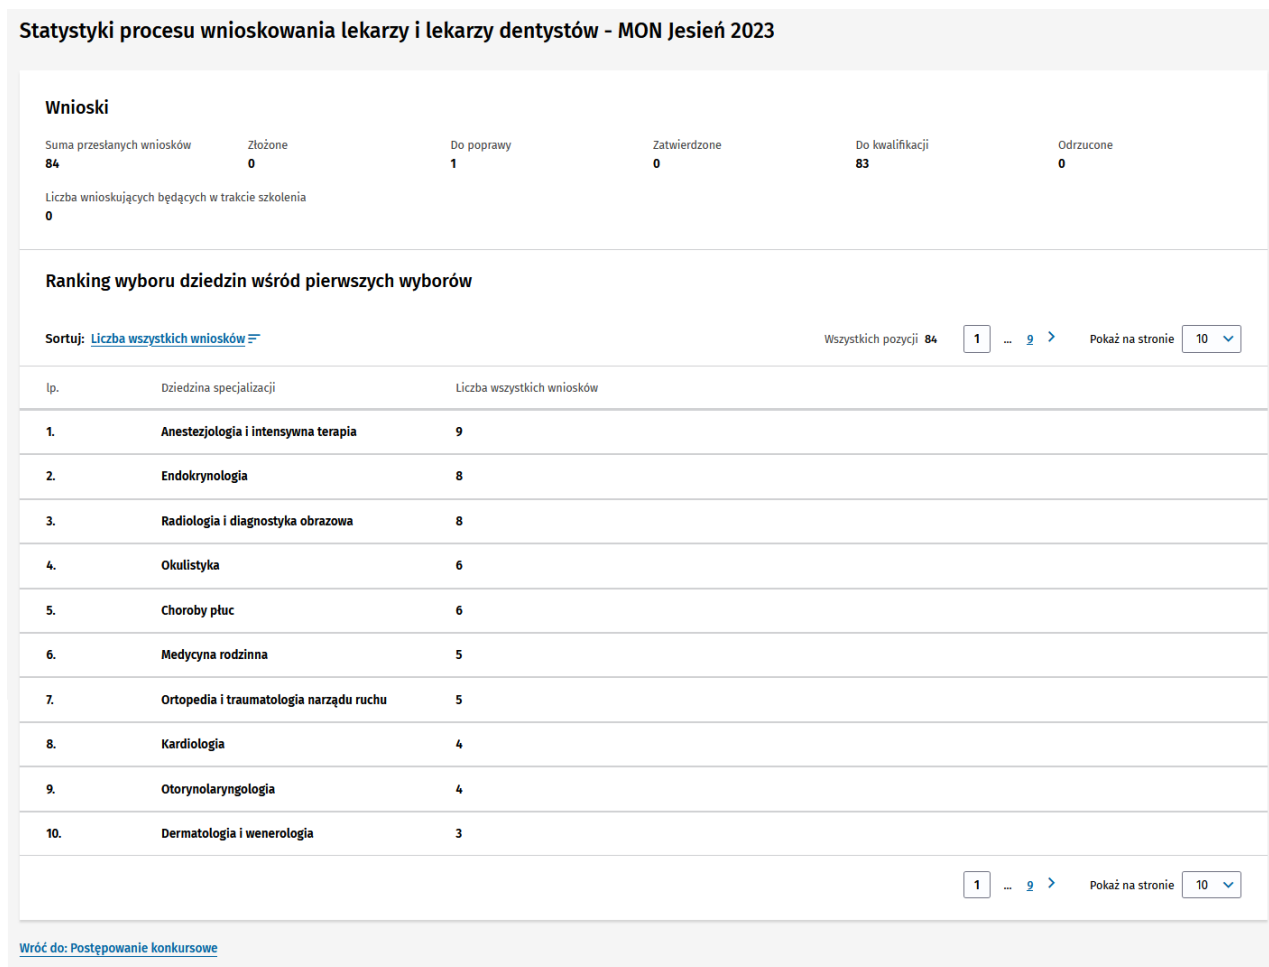 Statystyki procesu wnioskowania lekarzy i lekarzy dentystów - MON Jesień 2023
Wnioski
Suma przesłanych wniosków Złożone Do poprawy Zatwierdzone Do kwalifikacji Odrzucone
84 0 1 0 83 0
Liczba wnioskujących będących w trakcie szkolenia
0
Ranking wyboru dziedzin wśród pierwszych wyborów
Sortuj: Liczba wszystkich wniosków Wszystkich pozycji 84 1 ... 9 Pokaż na stronie 10
lp. Dziedzina specjalizacji Liczba wszystkich wniosków
1. Anestezjologia i intensywna terapia 9
2. Endokrynologia 8
3. Radiologia i diagnostyka obrazowa 8
4. Okulistyka 6
5. Choroby płuc 6
6. Medycyna rodzinna 5
7. Ortopedia i traumatologia narządu ruchu 5
8. Kardiologia 4
9. Otorynolaryngologia 4
10. Dermatologia i wenerologia 3
1 ... 9 Pokaż na stronie 10
Wróć do: Postępowanie konkursowe